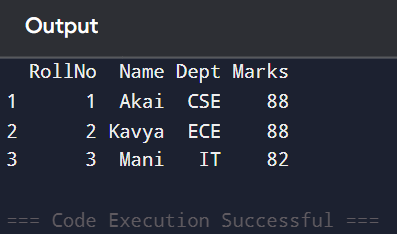 Output
RollNo Name Dept Marks
1 1 Akai CSE 88
2 2 Kavya ECE 88
3 3 Mani IT 82
=== Code Execution Successful ===